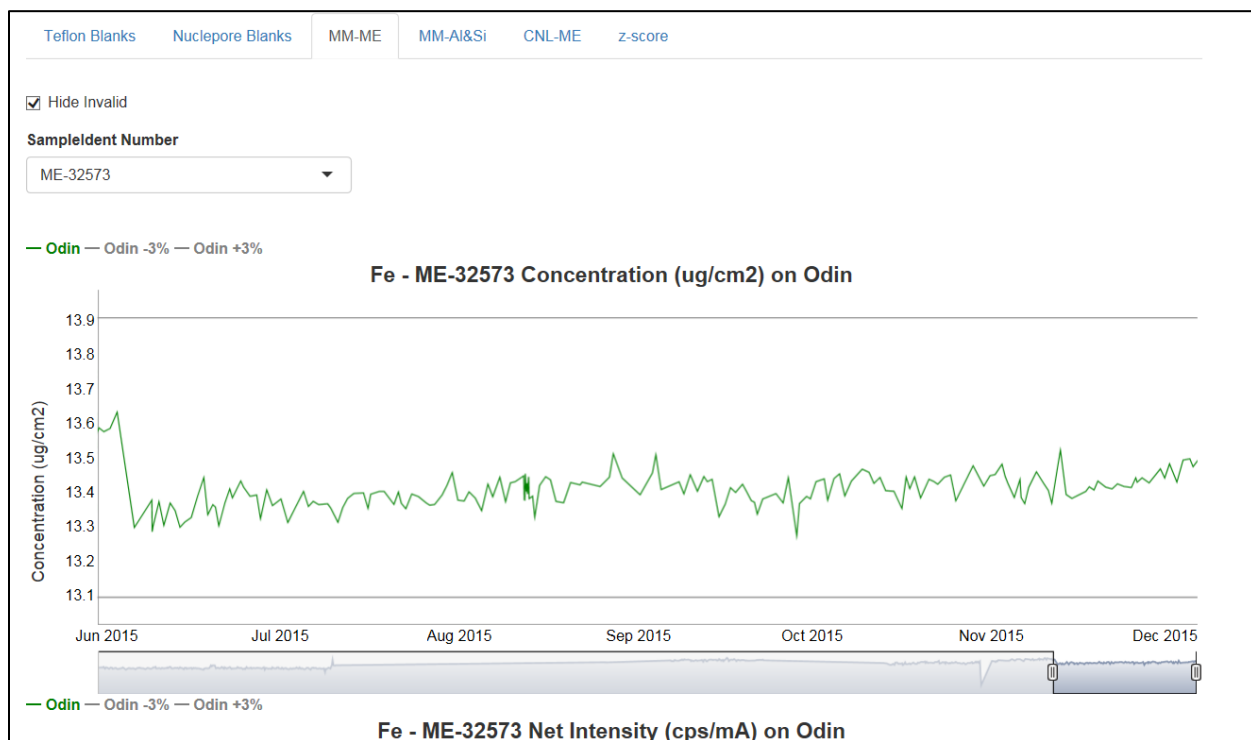 Teflon Blanks Nuclepore Blanks MM-ME MM-Al&Si CNL-ME z-score
Hide Invalid
SampleIdent Number
ME-32573
— Odin — Odin -3% — Odin +3%
Fe - ME-32573 Concentration (ug/cm2) on Odin
Concentration (ug/cm2)
13.9
13.8
13.7
13.6
13.5
13.4
13.3
13.2
13.1
Jun 2015 Jul 2015 Aug 2015 Sep 2015 Oct 2015 Nov 2015 Dec 2015
— Odin — Odin -3% — Odin +3%
Fe - ME-32573 Net Intensity (cps/mA) on Odin